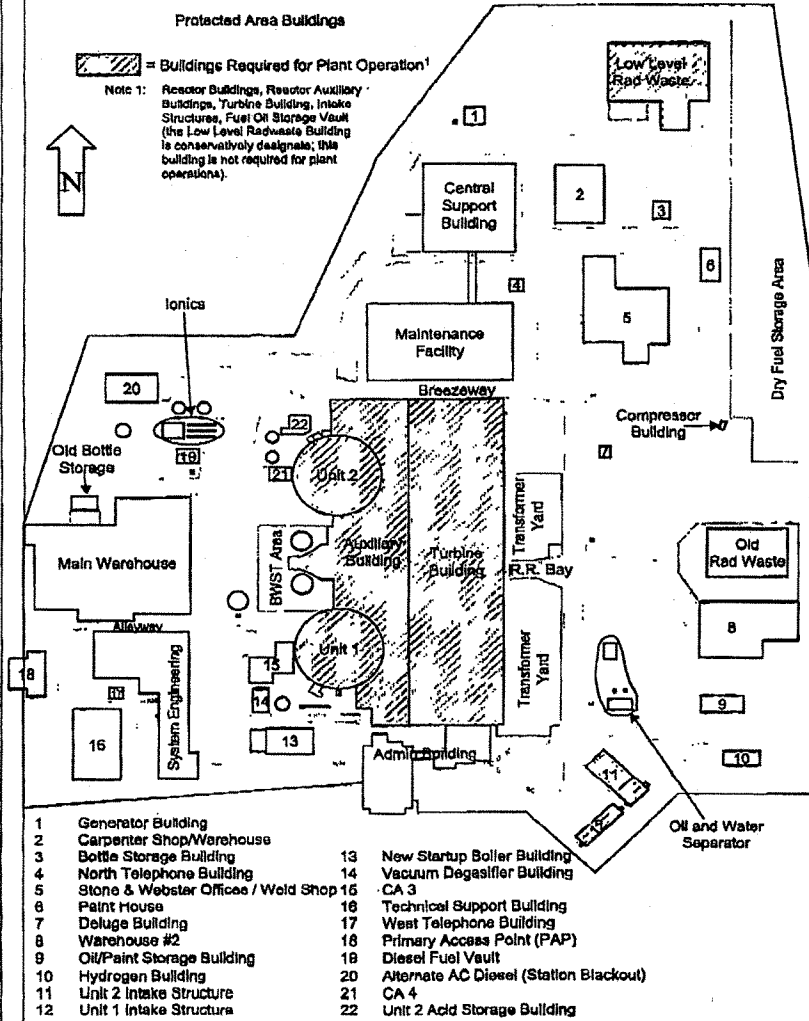 Protected Area Buildings
= Buildings Required for Plant Operation¹
Note 1: Reactor Buildings, Reactor Auxiliary
Buildings, Turbine Building, Intake
Structures, Fuel Oil Storage Vault
(the Low Level Radwaste Building
is conservatively designate; this
building is not required for plant
operations).
N
Low Level
Rad Waste
1
Central
Support
Building
2
3
6
4
5
Dry Fuel Storage Area
Ionics
Maintenance
Facility
Breezeway
20
22
Compressor
Building
Old Bottle
Storage
19
21
Unit 2
7
Transformer
Yard
Main Warehouse
BWST Area
Auxiliary
Building
Turbine
Building
R.R. Bay
Old
Rad Waste
Alleyway
8
Unit 1
18
15
17
14
System Engineering
Transformer
Yard
9
16
13
Admin Building
11
10
12
Oil and Water
Separator
1 Generator Building
2 Carpenter Shop/Warehouse
3 Bottle Storage Building
4 North Telephone Building
5 Stone & Webster Offices / Weld Shop
6 Paint House
7 Deluge Building
8 Warehouse #2
9 Oil/Paint Storage Building
10 Hydrogen Building
11 Unit 2 Intake Structure
12 Unit 1 Intake Structure
13 New Startup Boiler Building
14 Vacuum Degasifier Building
15 CA 3
16 Technical Support Building
17 West Telephone Building
18 Primary Access Point (PAP)
19 Diesel Fuel Vault
20 Alternate AC Diesel (Station Blackout)
21 CA 4
22 Unit 2 Acid Storage Building